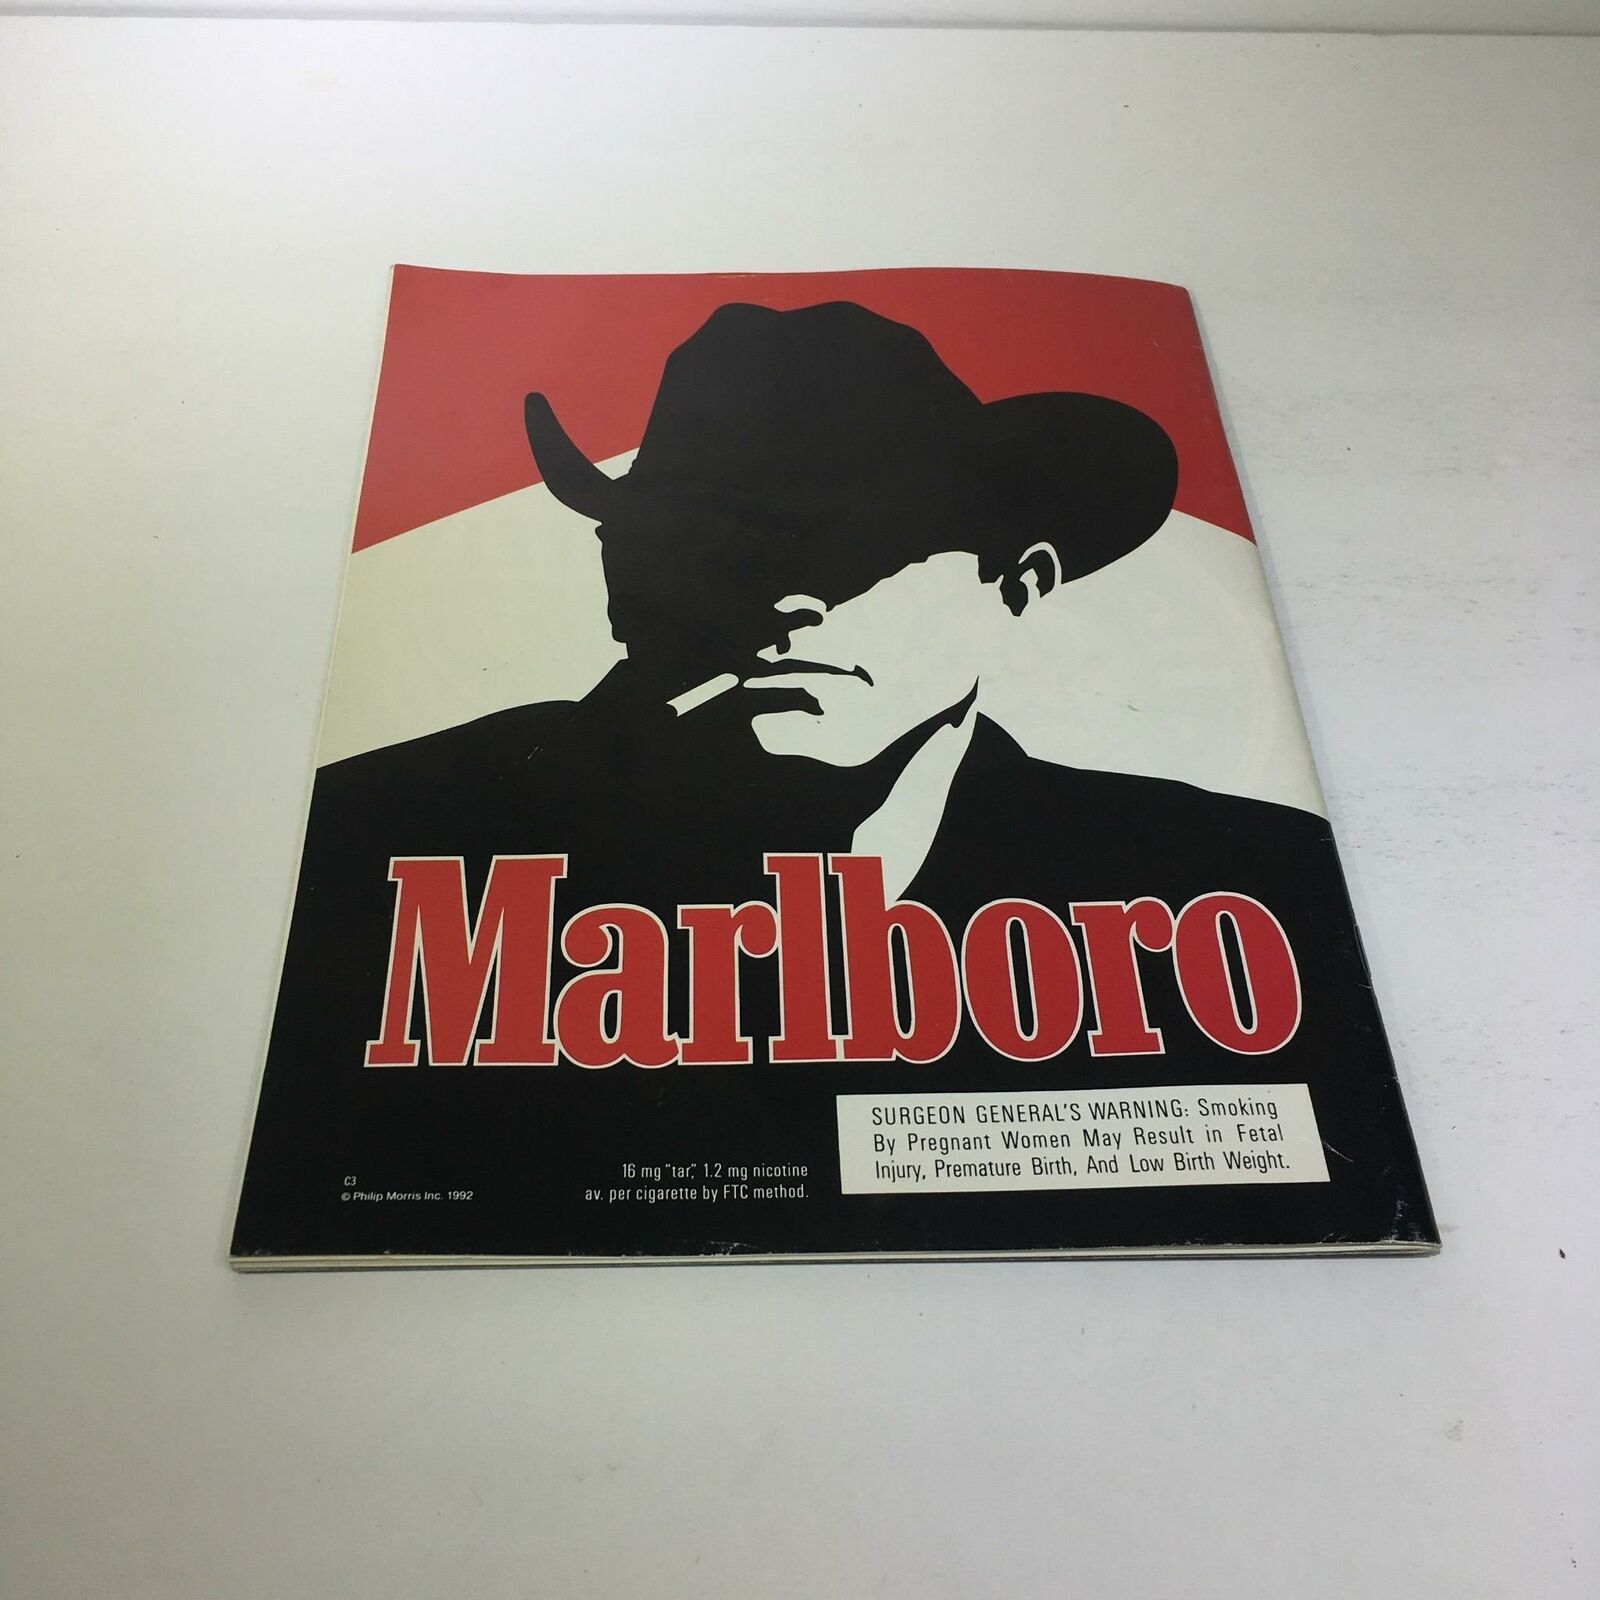 Marlboro
SURGEON GENERAL'S WARNING: Smoking
By Pregnant Women May Result in Fetal
Injury, Premature Birth, And Low Birth Weight.
16 mg "tar," 1.2 mg nicotine
av. per cigarette by FTC method.
C3
© Philip Morris Inc. 1992